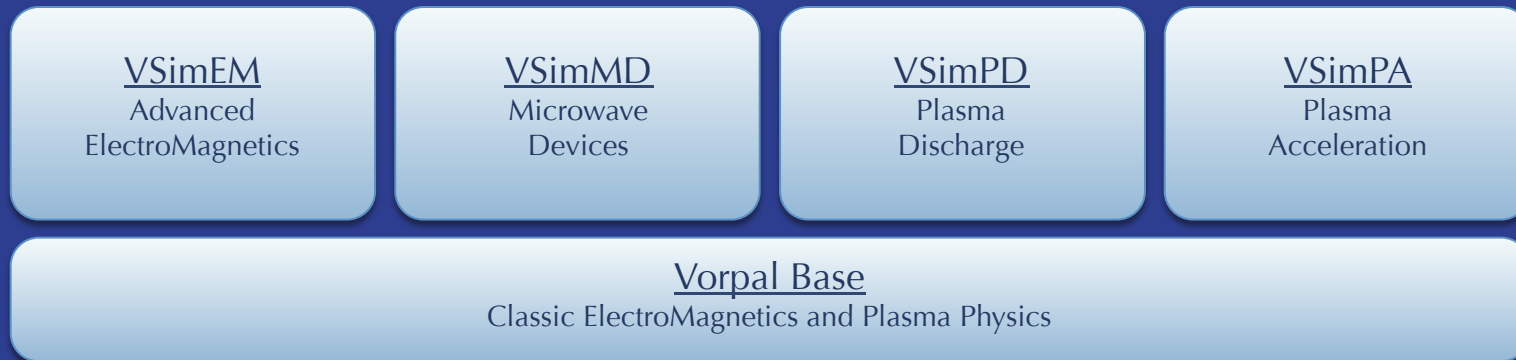 VSimEM
Advanced
ElectroMagnetics
VSimMD
Microwave
Devices
VSimPD
Plasma
Discharge
VSimPA
Plasma
Acceleration
Vorpal Base
Classic ElectroMagnetics and Plasma Physics